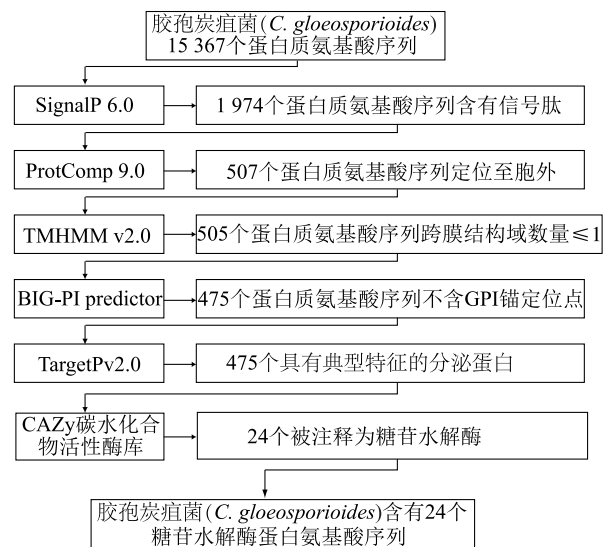 胶孢炭疽菌(C. gloeosporioides)
15 367个蛋白质氨基酸序列
SignalP 6.0
1 974个蛋白质氨基酸序列含有信号肽
ProtComp 9.0
507个蛋白质氨基酸序列定位至胞外
TMHMM v2.0
505个蛋白质氨基酸序列跨膜结构域数量≤1
BIG-PI predictor
475个蛋白质氨基酸序列不含GPI锚定位点
TargetPv2.0
475个具有典型特征的分泌蛋白
CAZy碳水化合
物活性酶库
24个被注释为糖苷水解酶
胶孢炭疽菌(C. gloeosporioides)含有24个
糖苷水解酶蛋白氨基酸序列